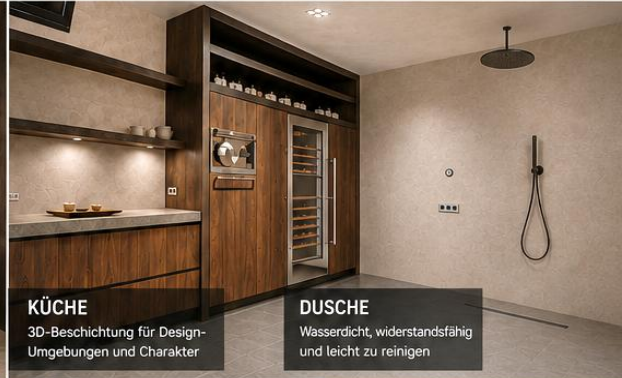 KÜCHE
3D-Beschichtung für Design-
Umgebungen und Charakter
DUSCHE
Wasserdicht, widerstandsfähig
und leicht zu reinigen